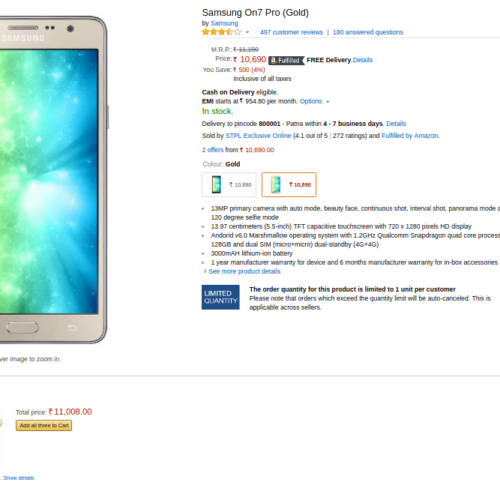 Samsung On7 Pro (Gold)
by Samsung
497 customer reviews | 180 answered questions
SAMSUNG
M.R.P.: ₹ 11,190
Price: ₹ 10,690 a Fulfilled FREE Delivery.Details
You Save: ₹ 500 (4%)
Inclusive of all taxes
Cash on Delivery eligible.
EMI starts at ₹ 954.80 per month. Options
In stock.
Delivery to pincode 800001 - Patna within 4 - 7 business days. Details
Sold by STPL Exclusive Online (4.1 out of 5 | 272 ratings) and Fulfilled by Amazon.
2 offers from ₹ 10,690.00
Colour: Gold
₹ 10,690 ₹ 10,690
13MP primary camera with auto mode, beauty face, continuous shot, interval shot, panorama mode a
120 degree selfie mode
13.97 centimeters (5.5-inch) TFT capacitive touchscreen with 720 x 1280 pixels HD display
Andorid v6.0 Marshmallow operating system with 1.2GHz Qualcomm Snapdragon quad core process
128GB and dual SIM (micro+micro) dual-standby (4G+4G)
3000mAH lithium-ion battery
1 year manufacturer warranty for device and 6 months manufacturer warranty for in-box accessories
See more product details
LIMITED
QUANTITY
The order quantity for this product is limited to 1 unit per customer
Please note that orders which exceed the quantity limit will be auto-canceled. This is
applicable across sellers.
ver image to zoom in
Total price: ₹ 11,008.00
Add all three to Cart
Show details